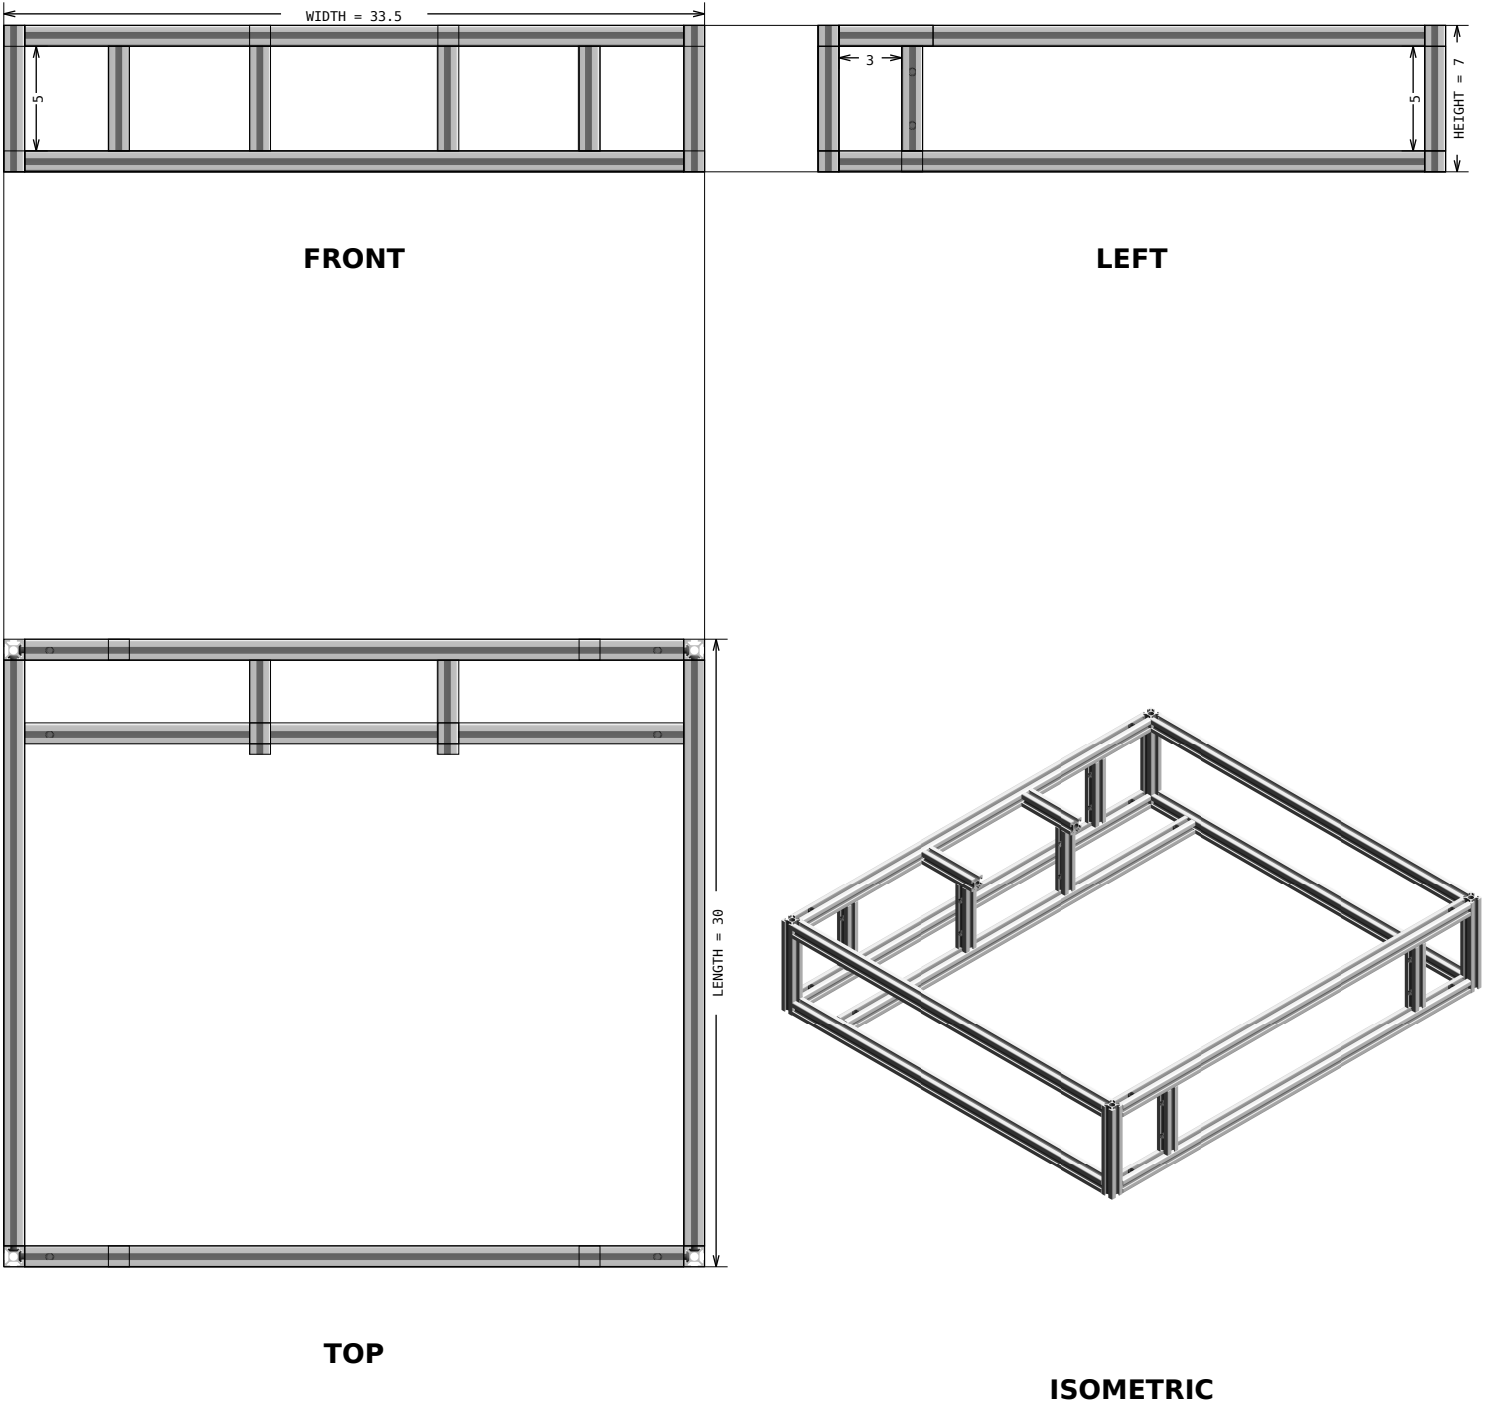 WIDTH = 33.5
5
3
5
HEIGHT = 7
FRONT
LEFT
LENGTH = 30
TOP
ISOMETRIC